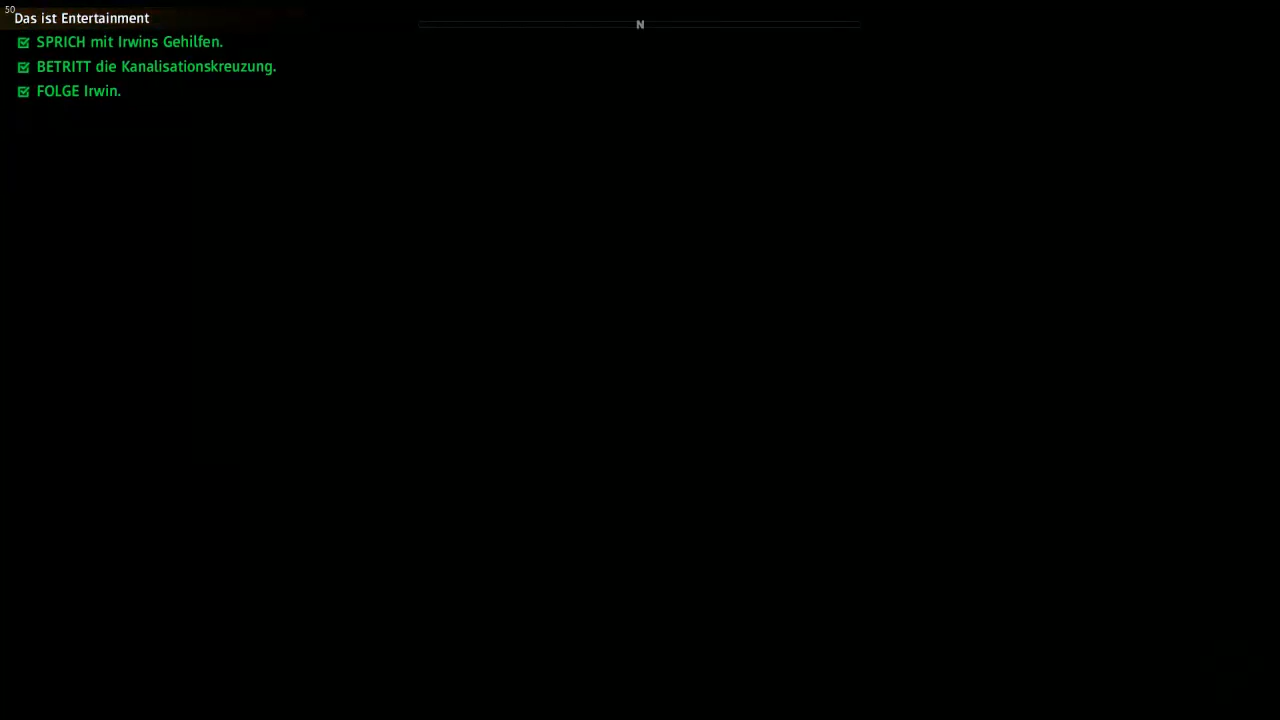 50
Das ist Entertainment
SPRICH mit Irwins Gehilfen.
BETRITT die Kanalisationskreuzung.
FOLGE Irwin.
N